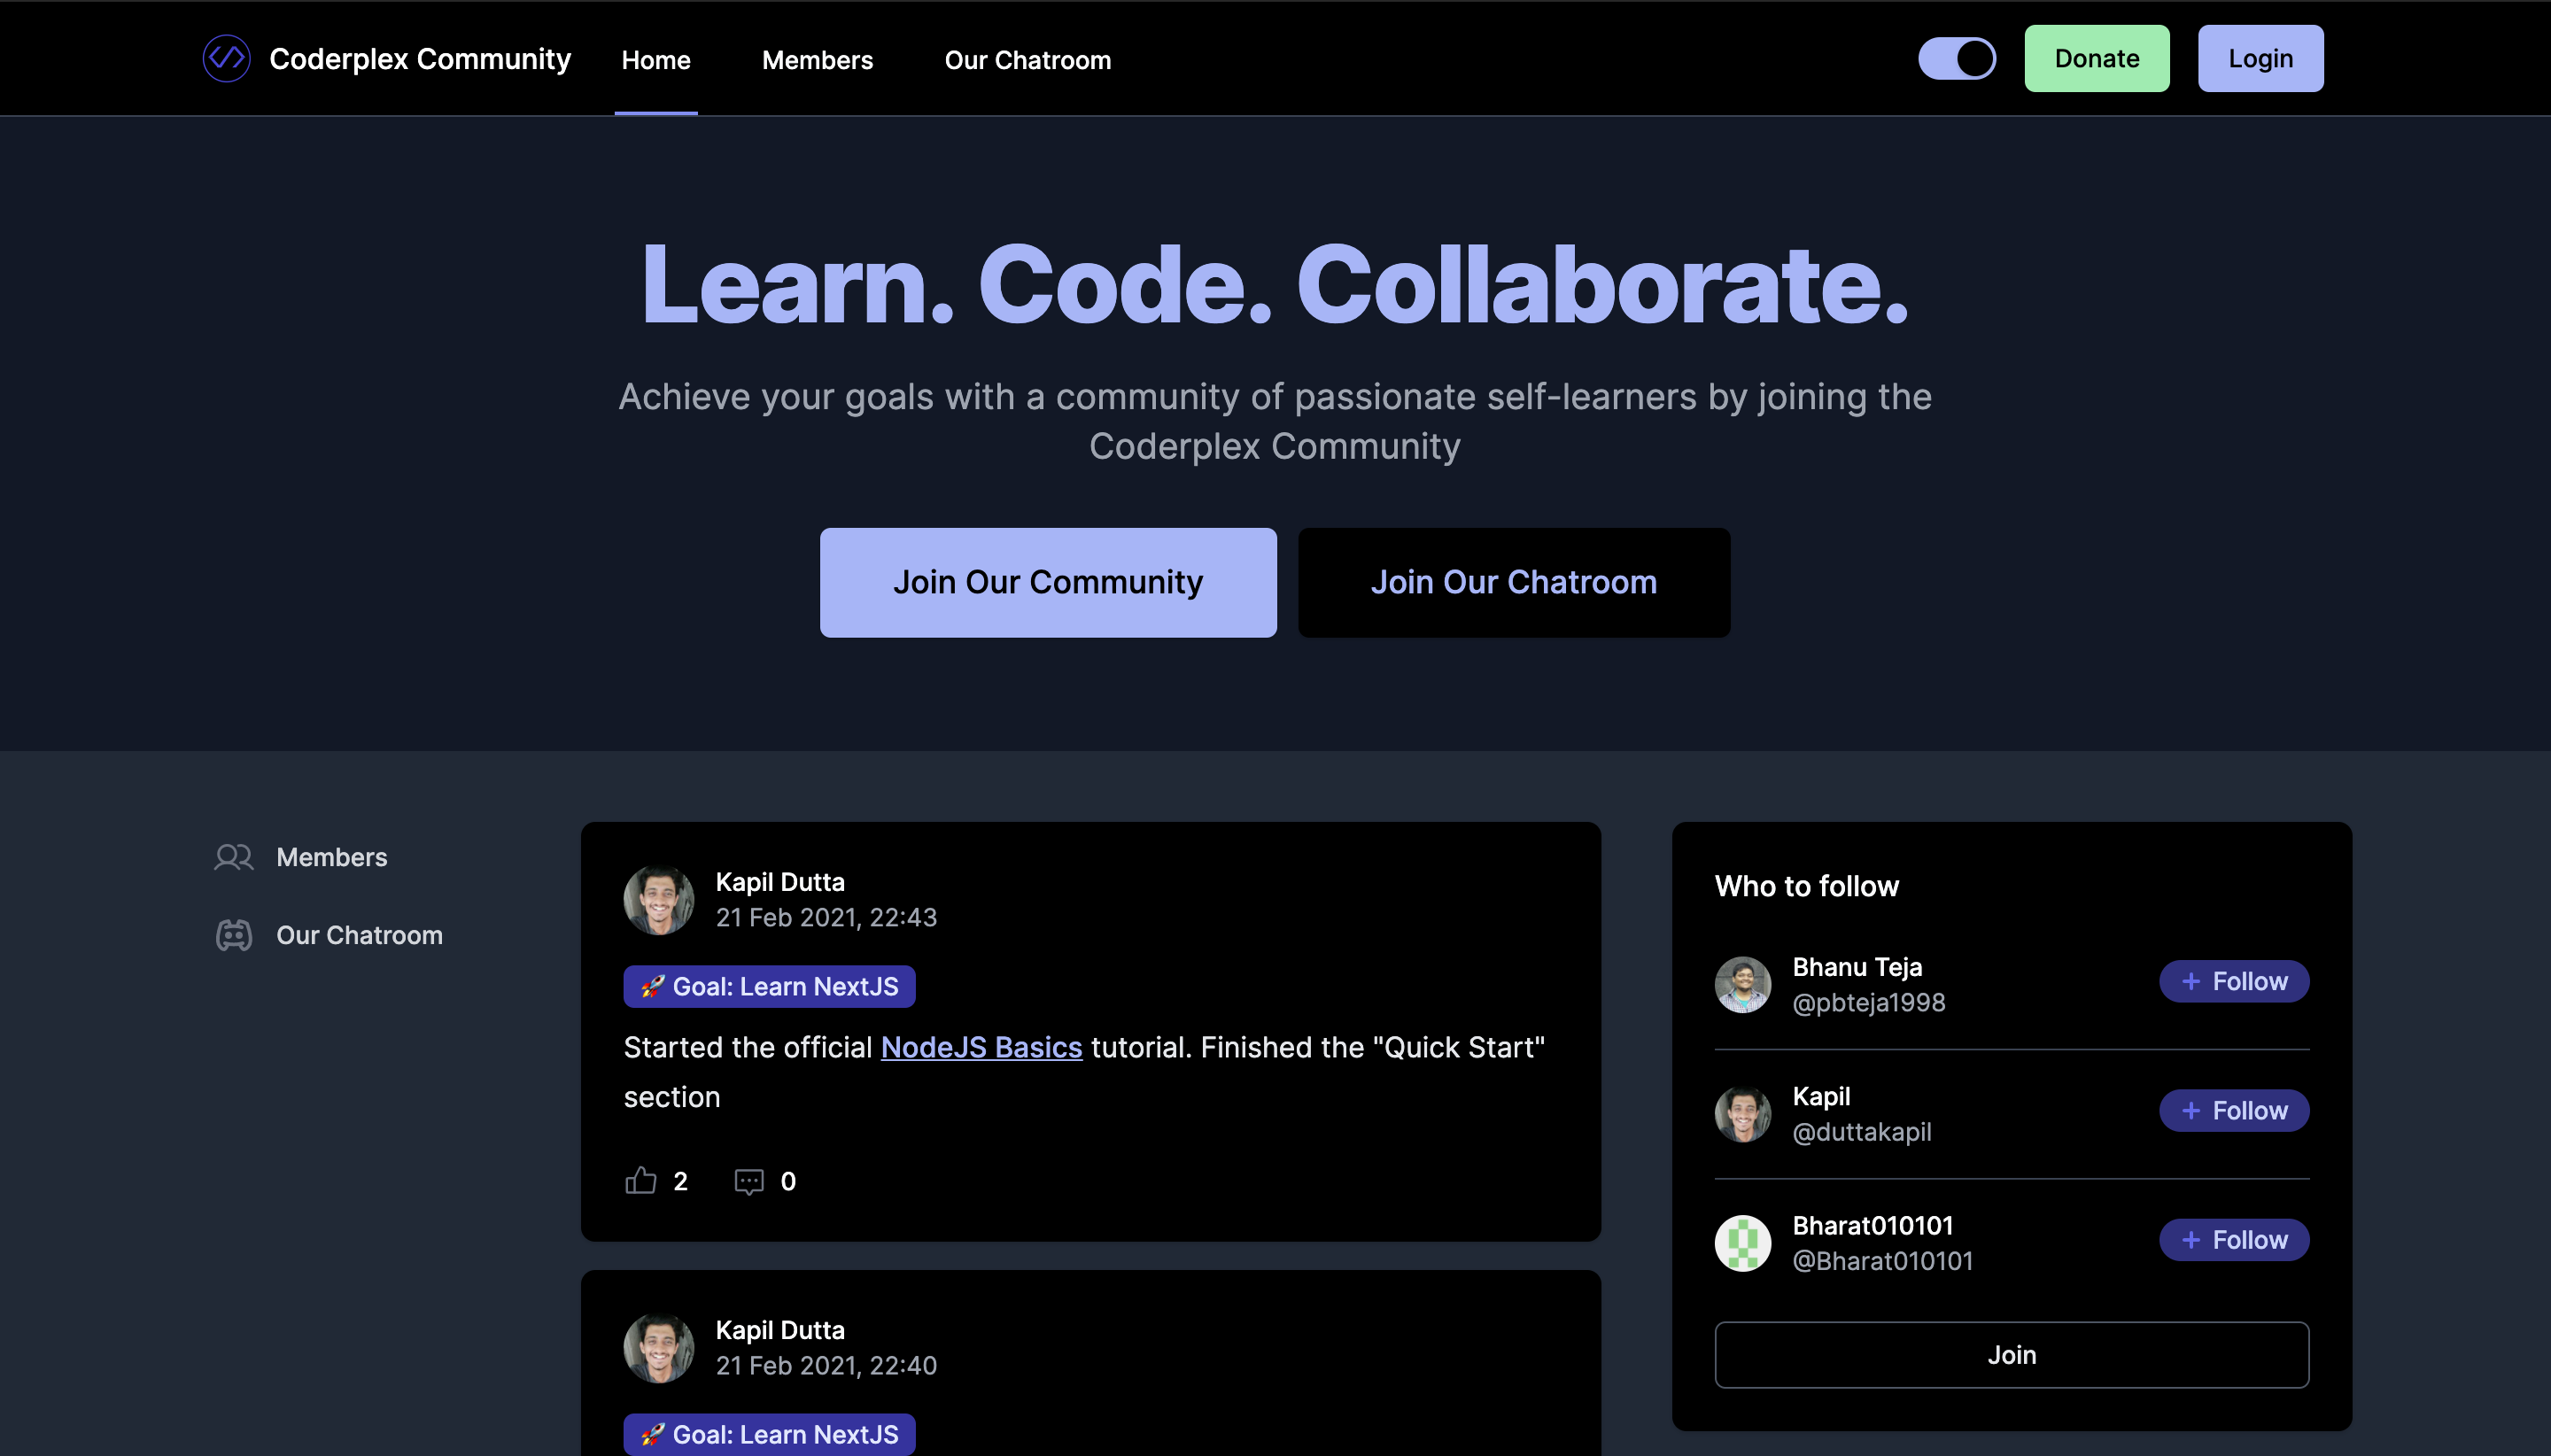 Coderplex Community
Home
Members
Our Chatroom
Donate
Login
Learn. Code. Collaborate.
Achieve your goals with a community of passionate self-learners by joining the
Coderplex Community
Join Our Community
Join Our Chatroom
Members
Our Chatroom
Kapil Dutta
21 Feb 2021, 22:43
🚀 Goal: Learn NextJS
Started the official NodeJS Basics tutorial. Finished the "Quick Start"
section
2
0
Kapil Dutta
21 Feb 2021, 22:40
🚀 Goal: Learn NextJS
Who to follow
Bhanu Teja
@pbteja1998
+ Follow
Kapil
@duttakapil
+ Follow
Bharat010101
@Bharat010101
+ Follow
Join